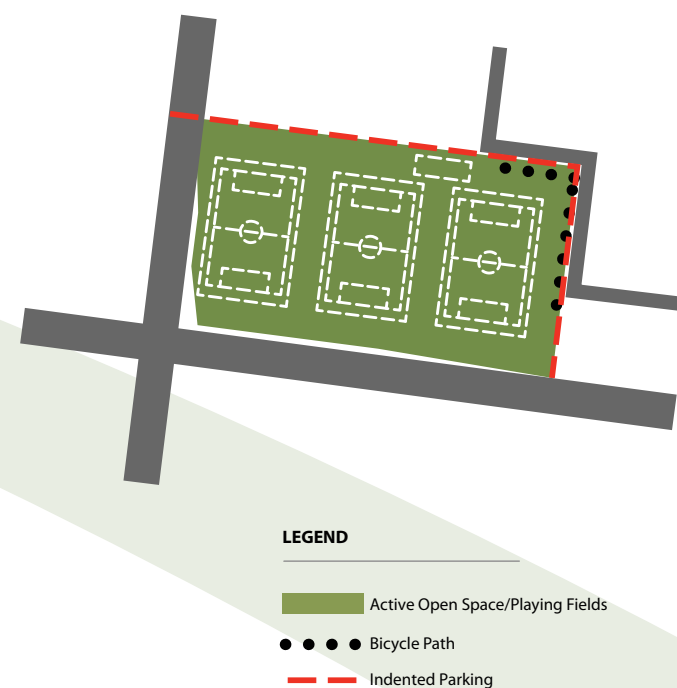 LEGEND
Active Open Space/Playing Fields
Bicycle Path
Indented Parking